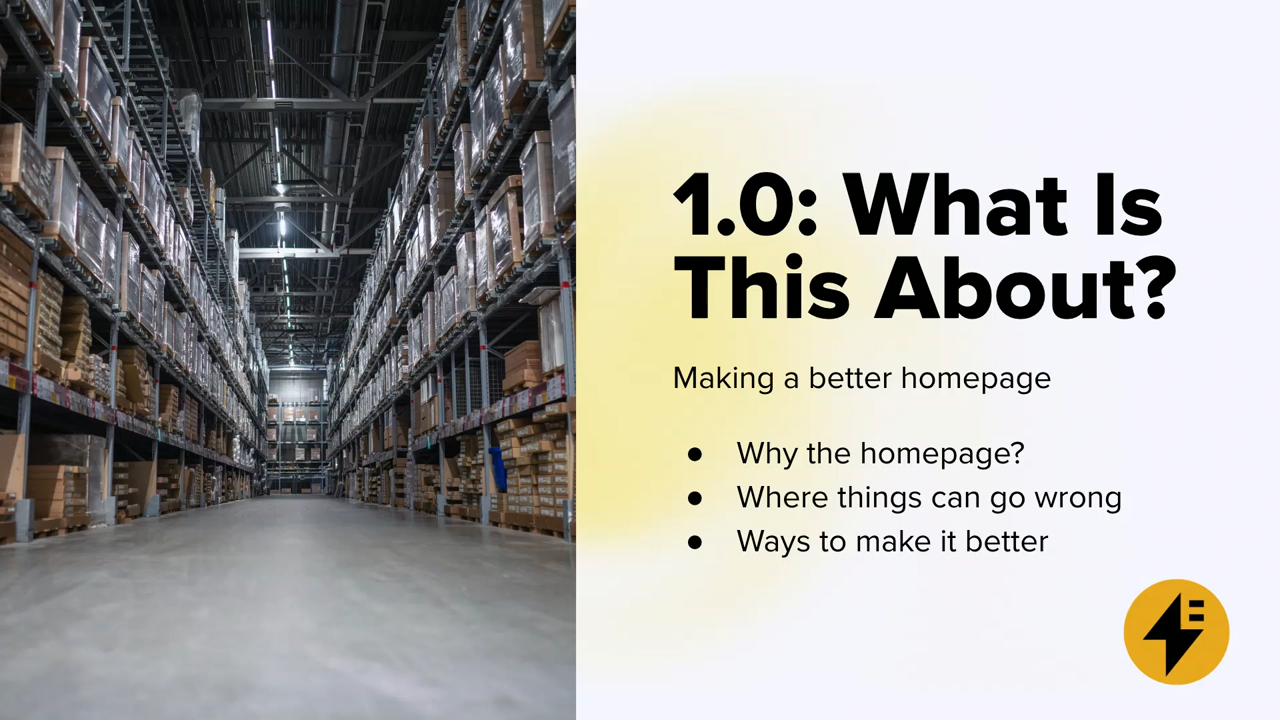 1.0: What Is
This About?
Making a better homepage
● Why the homepage?
● Where things can go wrong
● Ways to make it better